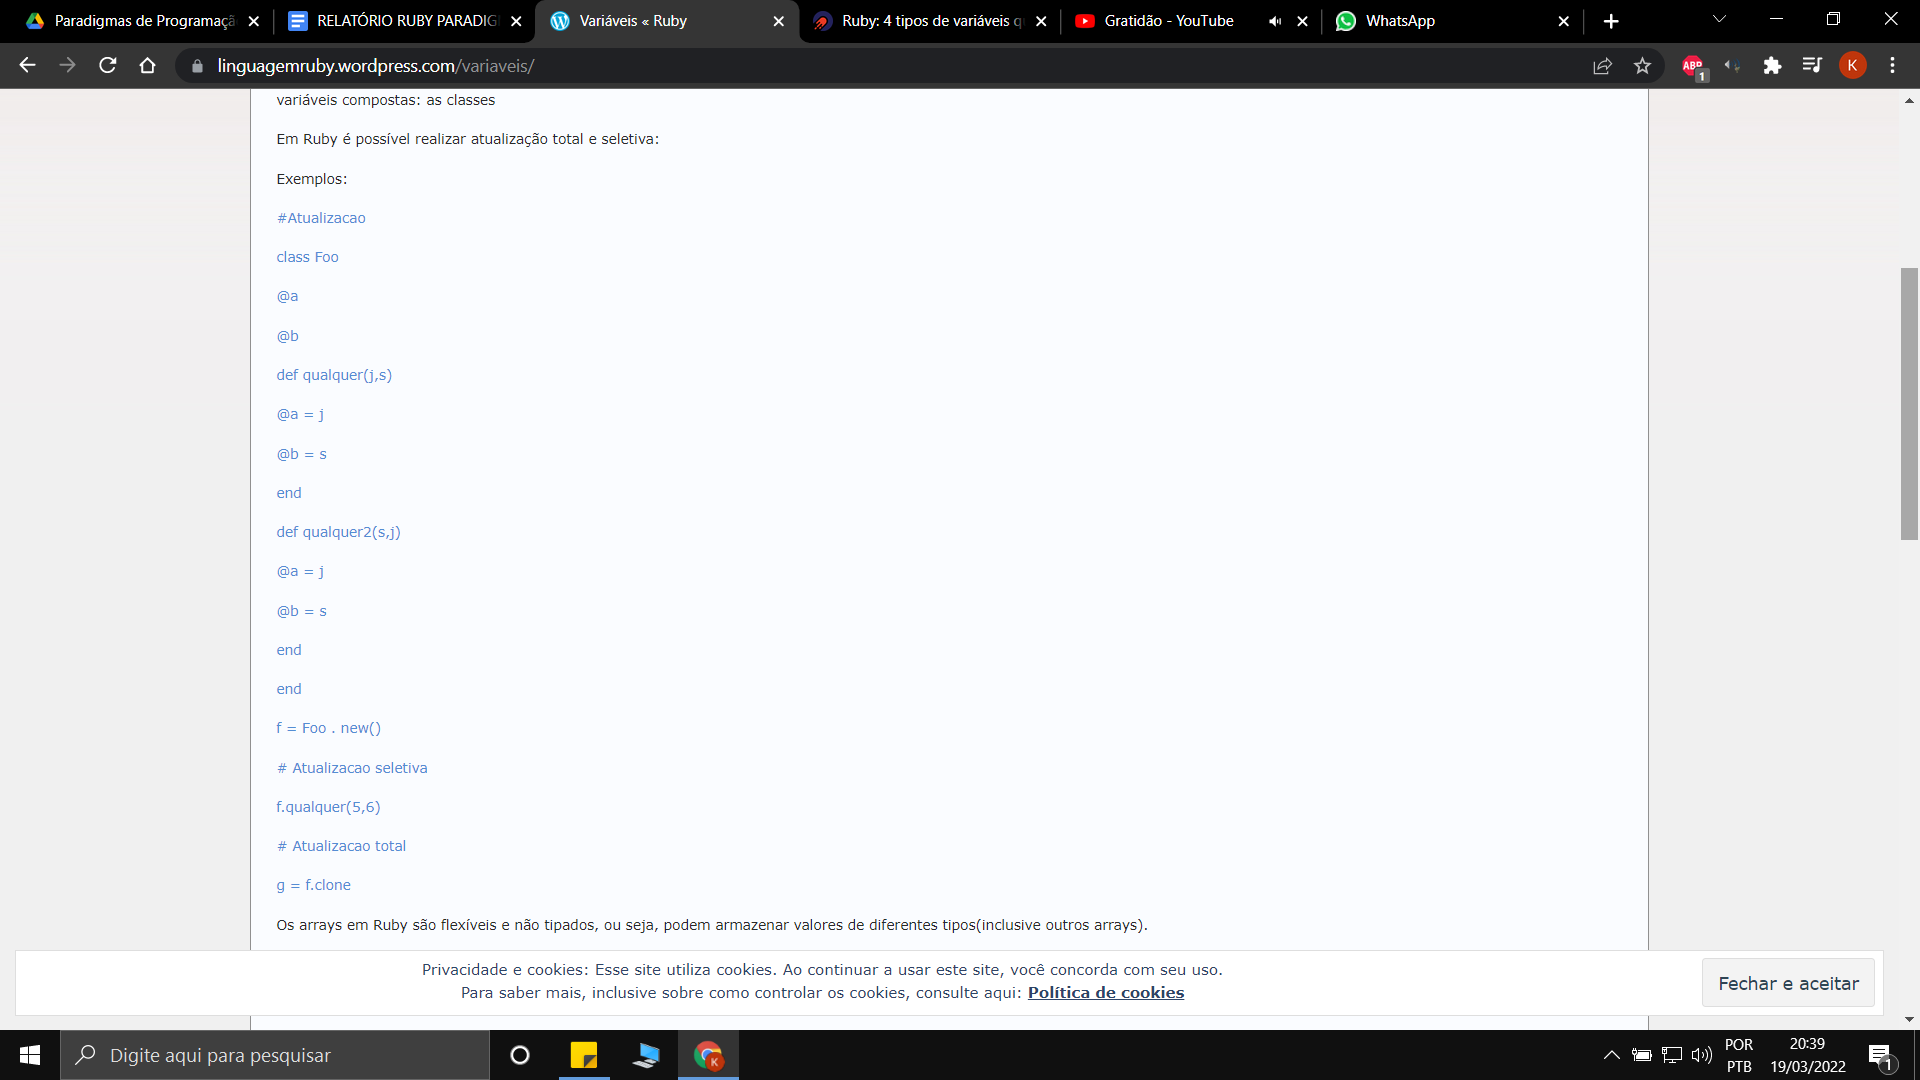 Paradigmas de Programaçã
RELATÓRIO RUBY PARADIG
Variáveis « Ruby
Ruby: 4 tipos de variáveis q
Gratidão - YouTube
WhatsApp
linguagemruby.wordpress.com/variaveis/
ABP
1
K
variáveis compostas: as classes
Em Ruby é possível realizar atualização total e seletiva:
Exemplos:
#Atualizacao
class Foo
@a
@b
def qualquer(j,s)
@a = j
@b = s
end
def qualquer2(s,j)
@a = j
@b = s
end
end
f = Foo . new()
# Atualizacao seletiva
f.qualquer(5,6)
# Atualizacao total
g = f.clone
Os arrays em Ruby são flexíveis e não tipados, ou seja, podem armazenar valores de diferentes tipos(inclusive outros arrays).
Privacidade e cookies: Esse site utiliza cookies. Ao continuar a usar este site, você concorda com seu uso.
Para saber mais, inclusive sobre como controlar os cookies, consulte aqui: Política de cookies
Fechar e aceitar
Digite aqui para pesquisar
K
POR
PTB
20:39
19/03/2022
1